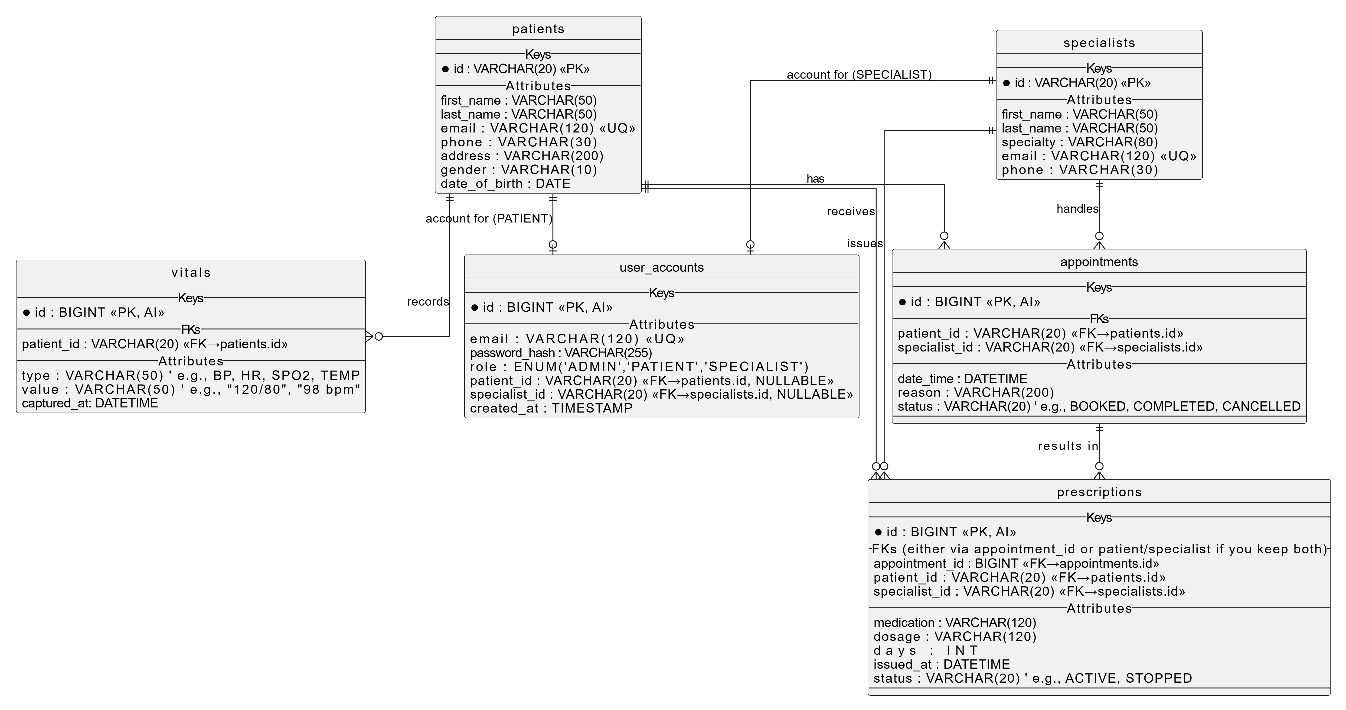 patients
Keys
● id : VARCHAR(20) «PK»
Attributes
first_name : VARCHAR(50)
last_name : VARCHAR(50)
email : VARCHAR(120) «UQ»
phone : VARCHAR(30)
address : VARCHAR(200)
gender : VARCHAR(10)
date_of_birth : DATE
specialists
Keys
● id : VARCHAR(20) «PK»
Attributes
first_name : VARCHAR(50)
last_name : VARCHAR(50)
specialty : VARCHAR(80)
email : VARCHAR(120) «UQ»
phone : VARCHAR(30)
account for (SPECIALIST)
has
receives
issues
handles
account for (PATIENT)
records
vitals
Keys
● id : BIGINT «PK, AI»
FKs
patient_id : VARCHAR(20) «FK→patients.id»
Attributes
type : VARCHAR(50) ' e.g., BP, HR, SPO2, TEMP
value : VARCHAR(50) ' e.g., "120/80", "98 bpm"
captured_at: DATETIME
user_accounts
Keys
● id : BIGINT «PK, AI»
Attributes
email : VARCHAR(120) «UQ»
password_hash : VARCHAR(255)
role : ENUM('ADMIN','PATIENT','SPECIALIST')
patient_id : VARCHAR(20) «FK→patients.id, NULLABLE»
specialist_id : VARCHAR(20) «FK→specialists.id, NULLABLE»
created_at : TIMESTAMP
appointments
Keys
● id : BIGINT «PK, AI»
FKs
patient_id : VARCHAR(20) «FK→patients.id»
specialist_id : VARCHAR(20) «FK→specialists.id»
Attributes
date_time : DATETIME
reason : VARCHAR(200)
status : VARCHAR(20) ' e.g., BOOKED, COMPLETED, CANCELLED
results in
prescriptions
Keys
● id : BIGINT «PK, AI»
FKs (either via appointment_id or patient/specialist if you keep both)
appointment_id : BIGINT «FK→appointments.id»
patient_id : VARCHAR(20) «FK→patients.id»
specialist_id : VARCHAR(20) «FK→specialists.id»
Attributes
medication : VARCHAR(120)
dosage : VARCHAR(120)
days : INT
issued_at : DATETIME
status : VARCHAR(20) ' e.g., ACTIVE, STOPPED